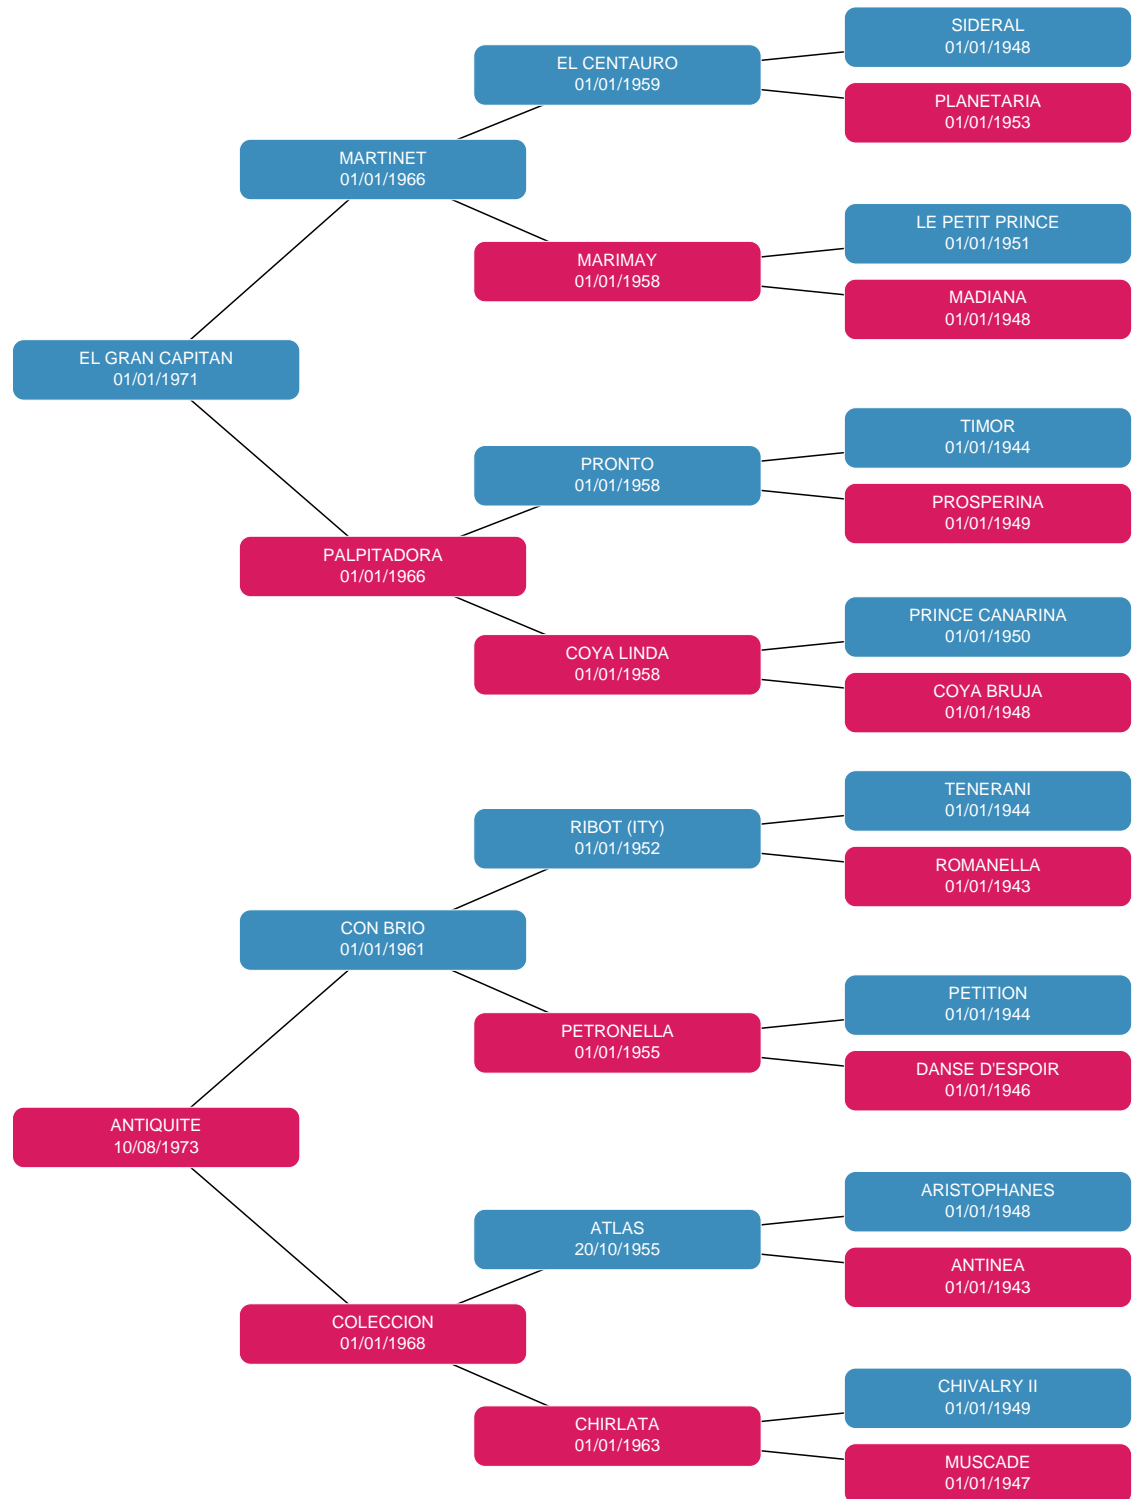 SIDERAL
01/01/1948
EL CENTAURO
01/01/1959
PLANETARIA
01/01/1953
MARTINET
01/01/1966
LE PETIT PRINCE
01/01/1951
MARIMAY
01/01/1958
MADIANA
01/01/1948
EL GRAN CAPITAN
01/01/1971
TIMOR
01/01/1944
PRONTO
01/01/1958
PROSPERINA
01/01/1949
PALPITADORA
01/01/1966
PRINCE CANARINA
01/01/1950
COYA LINDA
01/01/1958
COYA BRUJA
01/01/1948
TENERANI
01/01/1944
RIBOT (ITY)
01/01/1952
ROMANELLA
01/01/1943
CON BRIO
01/01/1961
PETITION
01/01/1944
PETRONELLA
01/01/1955
DANSE D'ESPOIR
01/01/1946
ANTIQUITE
10/08/1973
ARISTOPHANES
01/01/1948
ATLAS
20/10/1955
ANTINEA
01/01/1943
COLECCION
01/01/1968
CHIVALRY II
01/01/1949
CHIRLATA
01/01/1963
MUSCADE
01/01/1947